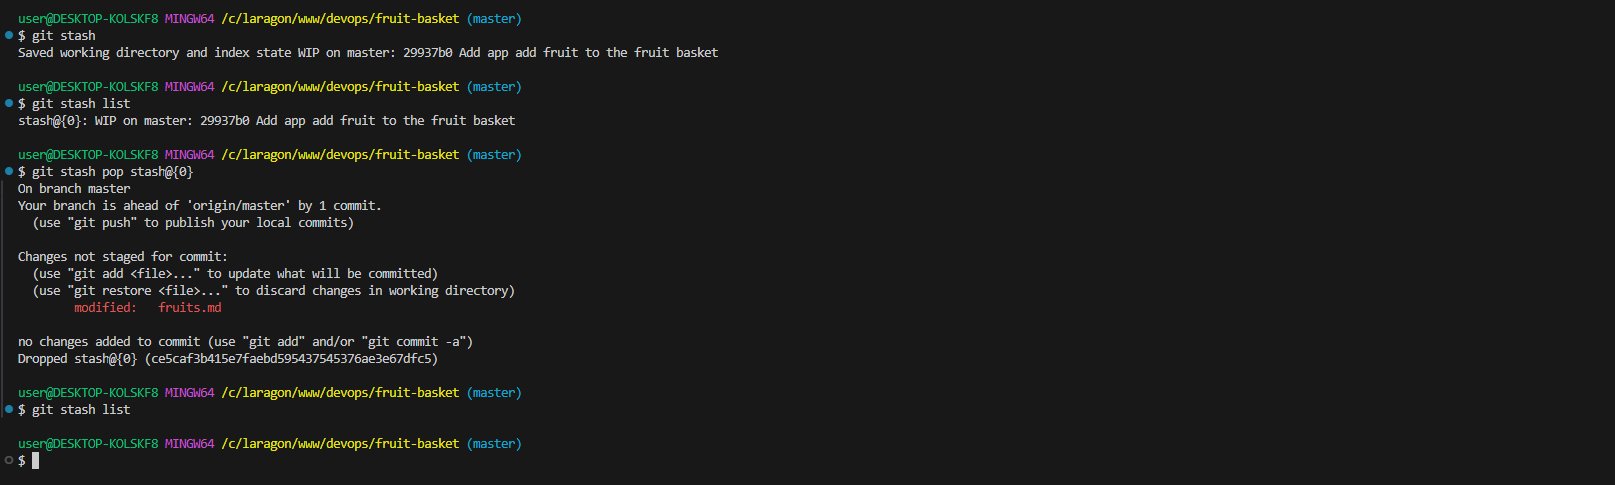 user@DESKTOP-KOLSKF8 MINGW64 /c/laragon/www/devops/fruit-basket (master)
$ git stash
Saved working directory and index state WIP on master: 29937b0 Add app add fruit to the fruit basket
user@DESKTOP-KOLSKF8 MINGW64 /c/laragon/www/devops/fruit-basket (master)
$ git stash list
stash@{0}: WIP on master: 29937b0 Add app add fruit to the fruit basket
user@DESKTOP-KOLSKF8 MINGW64 /c/laragon/www/devops/fruit-basket (master)
$ git stash pop stash@{0}
On branch master
Your branch is ahead of 'origin/master' by 1 commit.
  (use "git push" to publish your local commits)
Changes not staged for commit:
  (use "git add <file>..." to update what will be committed)
  (use "git restore <file>..." to discard changes in working directory)
        modified:   fruits.md
no changes added to commit (use "git add" and/or "git commit -a")
Dropped stash@{0} (ce5caf3b415e7faebd595437545376ae3e67dfc5)
user@DESKTOP-KOLSKF8 MINGW64 /c/laragon/www/devops/fruit-basket (master)
$ git stash list
user@DESKTOP-KOLSKF8 MINGW64 /c/laragon/www/devops/fruit-basket (master)
$